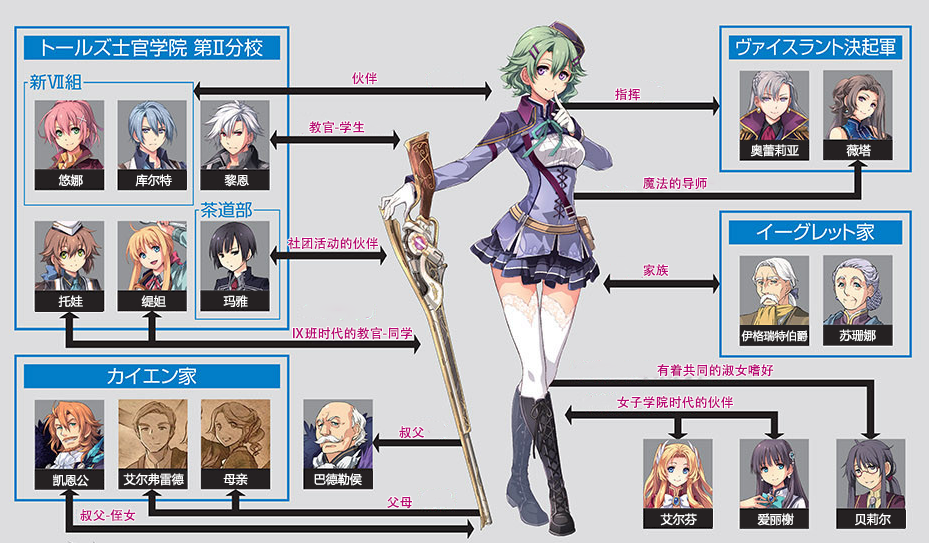 トールズ士官学院 第Ⅱ分校
新Ⅶ組
悠娜
库尔特
黎恩
托娃
缇妲
茶道部
玛雅
伙伴
教官-学生
社团活动的伙伴
Ⅸ班时代的教官-同学
ヴァイスラント決起軍
奥蕾莉亚
薇塔
指挥
魔法的导师
イーグレット家
伊格瑞特伯爵
苏珊娜
家族
カイエン家
凯恩公
艾尔弗雷德
母亲
巴德勒侯
叔父
父母
叔父-侄女
有着共同的淑女嗜好
女子学院时代的伙伴
艾尔芬
爱丽榭
贝莉尔